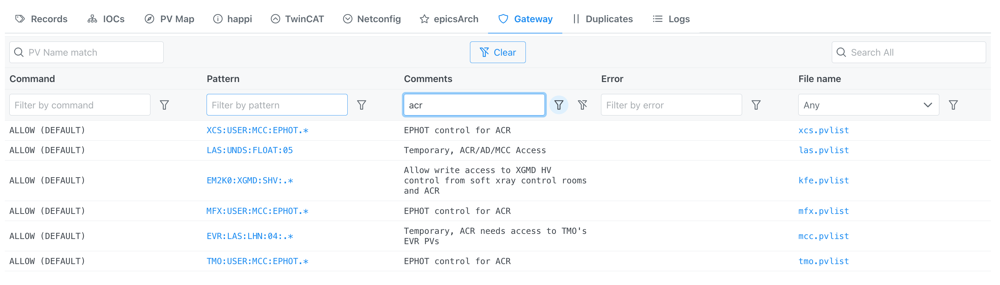 Records IOCs PV Map happi TwinCAT Netconfig epicsArch Gateway Duplicates Logs
PV Name match Clear Search All
Command Pattern Comments Error File name
Filter by command Filter by pattern acr Filter by error Any
ALLOW (DEFAULT) XCS:USER:MCC:EPHOT.* EPHOT control for ACR xcs.pvlist
ALLOW (DEFAULT) LAS:UNDS:FLOAT:05 Temporary, ACR/AD/MCC Access las.pvlist
Allow write access to XGMD HV
ALLOW (DEFAULT) EM2K0:XGMD:SHV:.* control from soft xray control rooms kfe.pvlist
and ACR
ALLOW (DEFAULT) MFX:USER:MCC:EPHOT.* EPHOT control for ACR mfx.pvlist
Temporary, ACR needs access to TMO's
ALLOW (DEFAULT) EVR:LAS:LHN:04:.* mcc.pvlist
EVR PVs
ALLOW (DEFAULT) TMO:USER:MCC:EPHOT.* EPHOT control for ACR tmo.pvlist